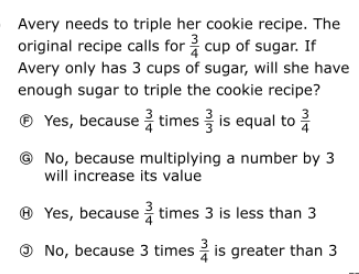 Avery needs to triple her cookie recipe. The
original recipe calls for 3/4 cup of sugar. If
Avery only has 3 cups of sugar, will she have
enough sugar to triple the cookie recipe?
Ⓕ Yes, because 3/4 times 3/3 is equal to 3/4
Ⓖ No, because multiplying a number by 3
will increase its value
Ⓗ Yes, because 3/4 times 3 is less than 3
Ⓙ No, because 3 times 3/4 is greater than 3